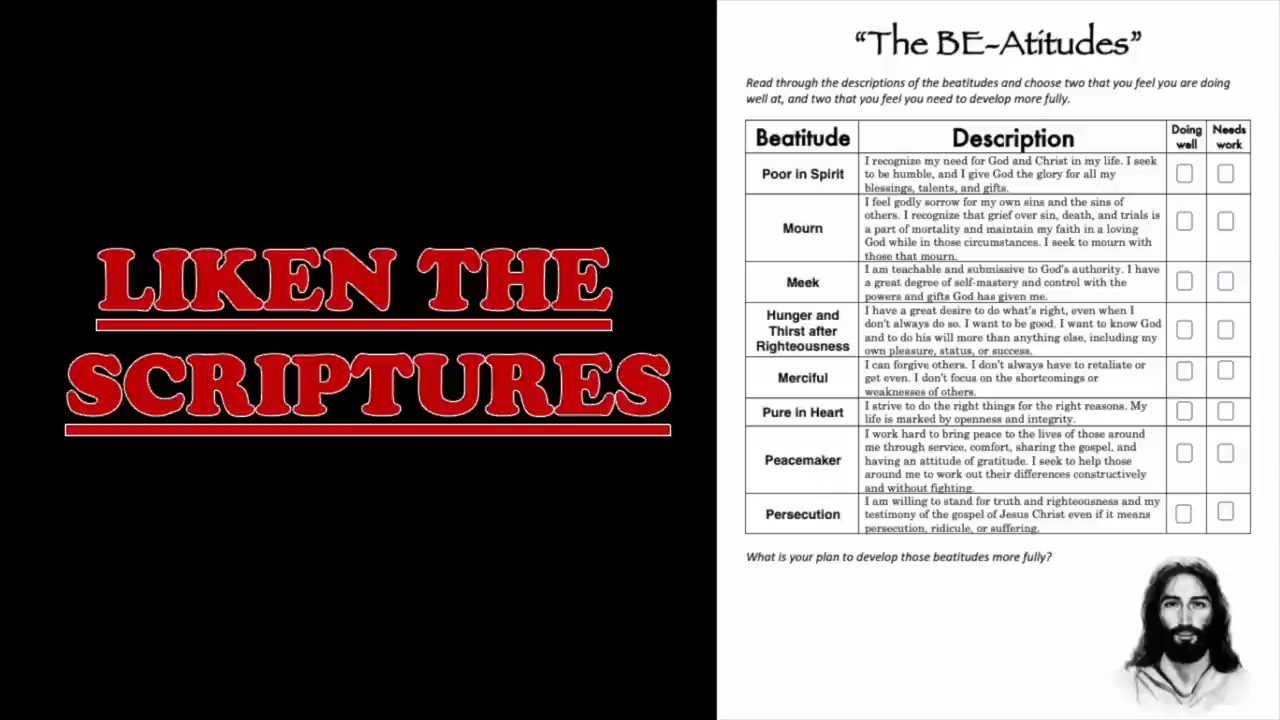 LIKEN THE
SCRIPTURES
“The BE-Atitudes”
Read through the descriptions of the beatitudes and choose two that you feel you are doing
well at, and two that you feel you need to develop more fully.
Beatitude
Description
Doing
well
Needs
work
Poor in Spirit
I recognize my need for God and Christ in my life. I seek
to be humble, and I give God the glory for all my
blessings, talents, and gifts.
Mourn
I feel godly sorrow for my own sins and the sins of
others. I recognize that grief over sin, death, and trials is
a part of mortality and maintain my faith in a loving
God while in those circumstances. I seek to mourn with
those that mourn.
Meek
I am teachable and submissive to God's authority. I have
a great degree of self-mastery and control with the
powers and gifts God has given me.
Hunger and
Thirst after
Righteousness
I have a great desire to do what's right, even when I
don't always do so. I want to be good. I want to know God
and to do his will more than anything else, including my
own pleasure, status, or success.
Merciful
I can forgive others. I don't always have to retaliate or
get even. I don't focus on the shortcomings or
weaknesses of others.
Pure in Heart
I strive to do the right things for the right reasons. My
life is marked by openness and integrity.
Peacemaker
I work hard to bring peace to the lives of those around
me through service, comfort, sharing the gospel, and
having an attitude of gratitude. I seek to help those
around me to work out their differences constructively
and without fighting.
Persecution
I am willing to stand for truth and righteousness and my
testimony of the gospel of Jesus Christ even if it means
persecution, ridicule, or suffering.
What is your plan to develop those beatitudes more fully?